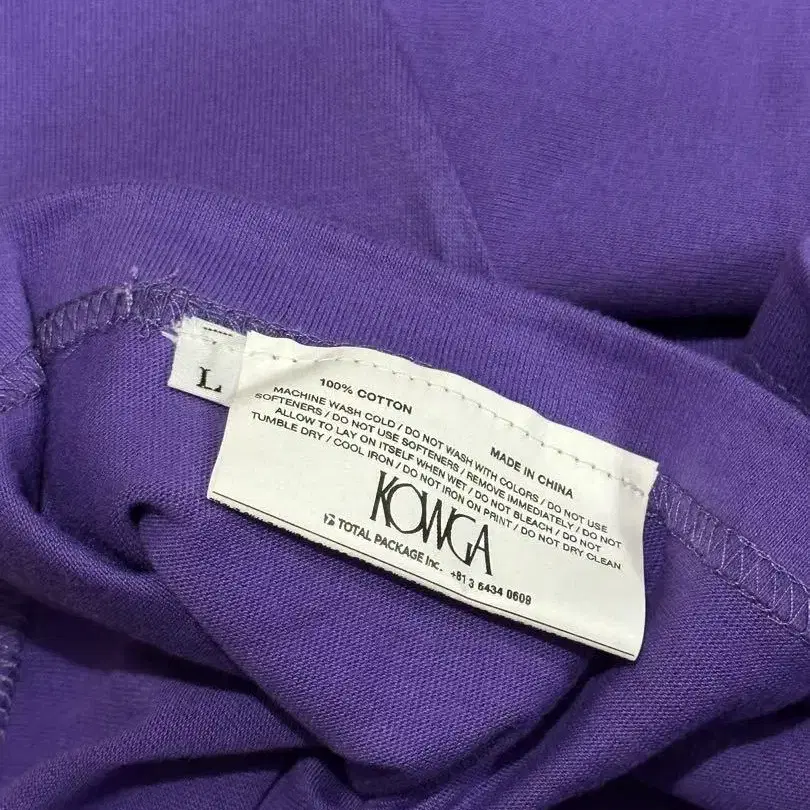 L
100% COTTON
MADE IN CHINA
MACHINE WASH COLD / DO NOT WASH WITH COLORS / DO NOT USE
SOFTENERS / DO NOT USE SOFTENERS / REMOVE IMMEDIATELY / DO NOT
ALLOW TO LAY ON ITSELF WHEN WET / DO NOT BLEACH / DO NOT
TUMBLE DRY / COOL IRON / DO NOT IRON ON PRINT / DO NOT DRY CLEAN
KOWGA
TOTAL PACKAGE Inc. +81 3 6434 0609